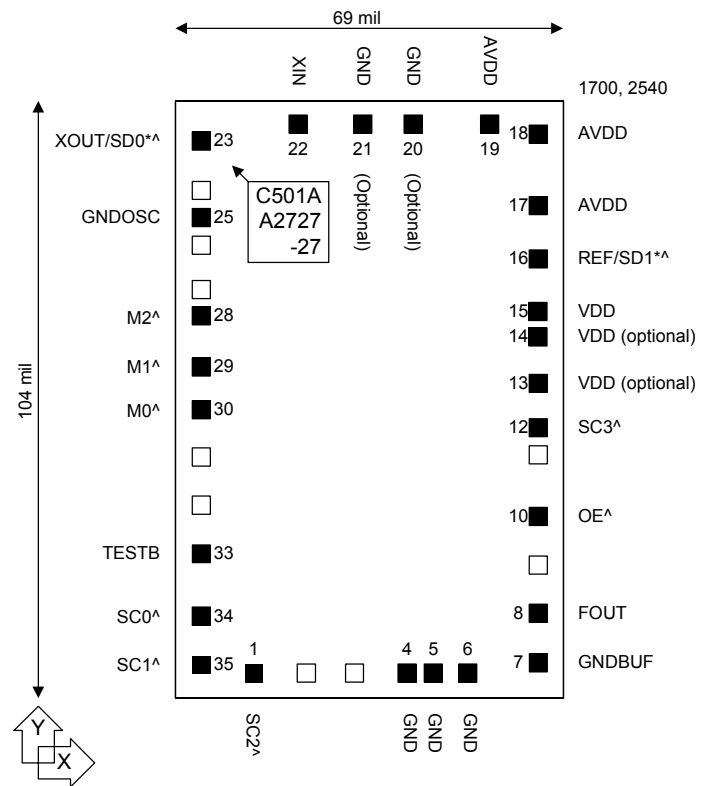 69 mil
XIN
GND
GND
AVDD
1700, 2540
XOUT/SD0*^
23
22
21
20
19
18
AVDD
(Optional)
(Optional)
C501A
A2727
-27
GNDOSC
25
17
AVDD
16
REF/SD1*^
M2^
28
15
VDD
14
VDD (optional)
M1^
29
13
VDD (optional)
M0^
30
12
SC3^
104 mil
10
OE^
TESTB
33
SC0^
34
8
FOUT
SC1^
35
1
4
5
6
7
GNDBUF
SC2^
GND
GND
GND
Y
X